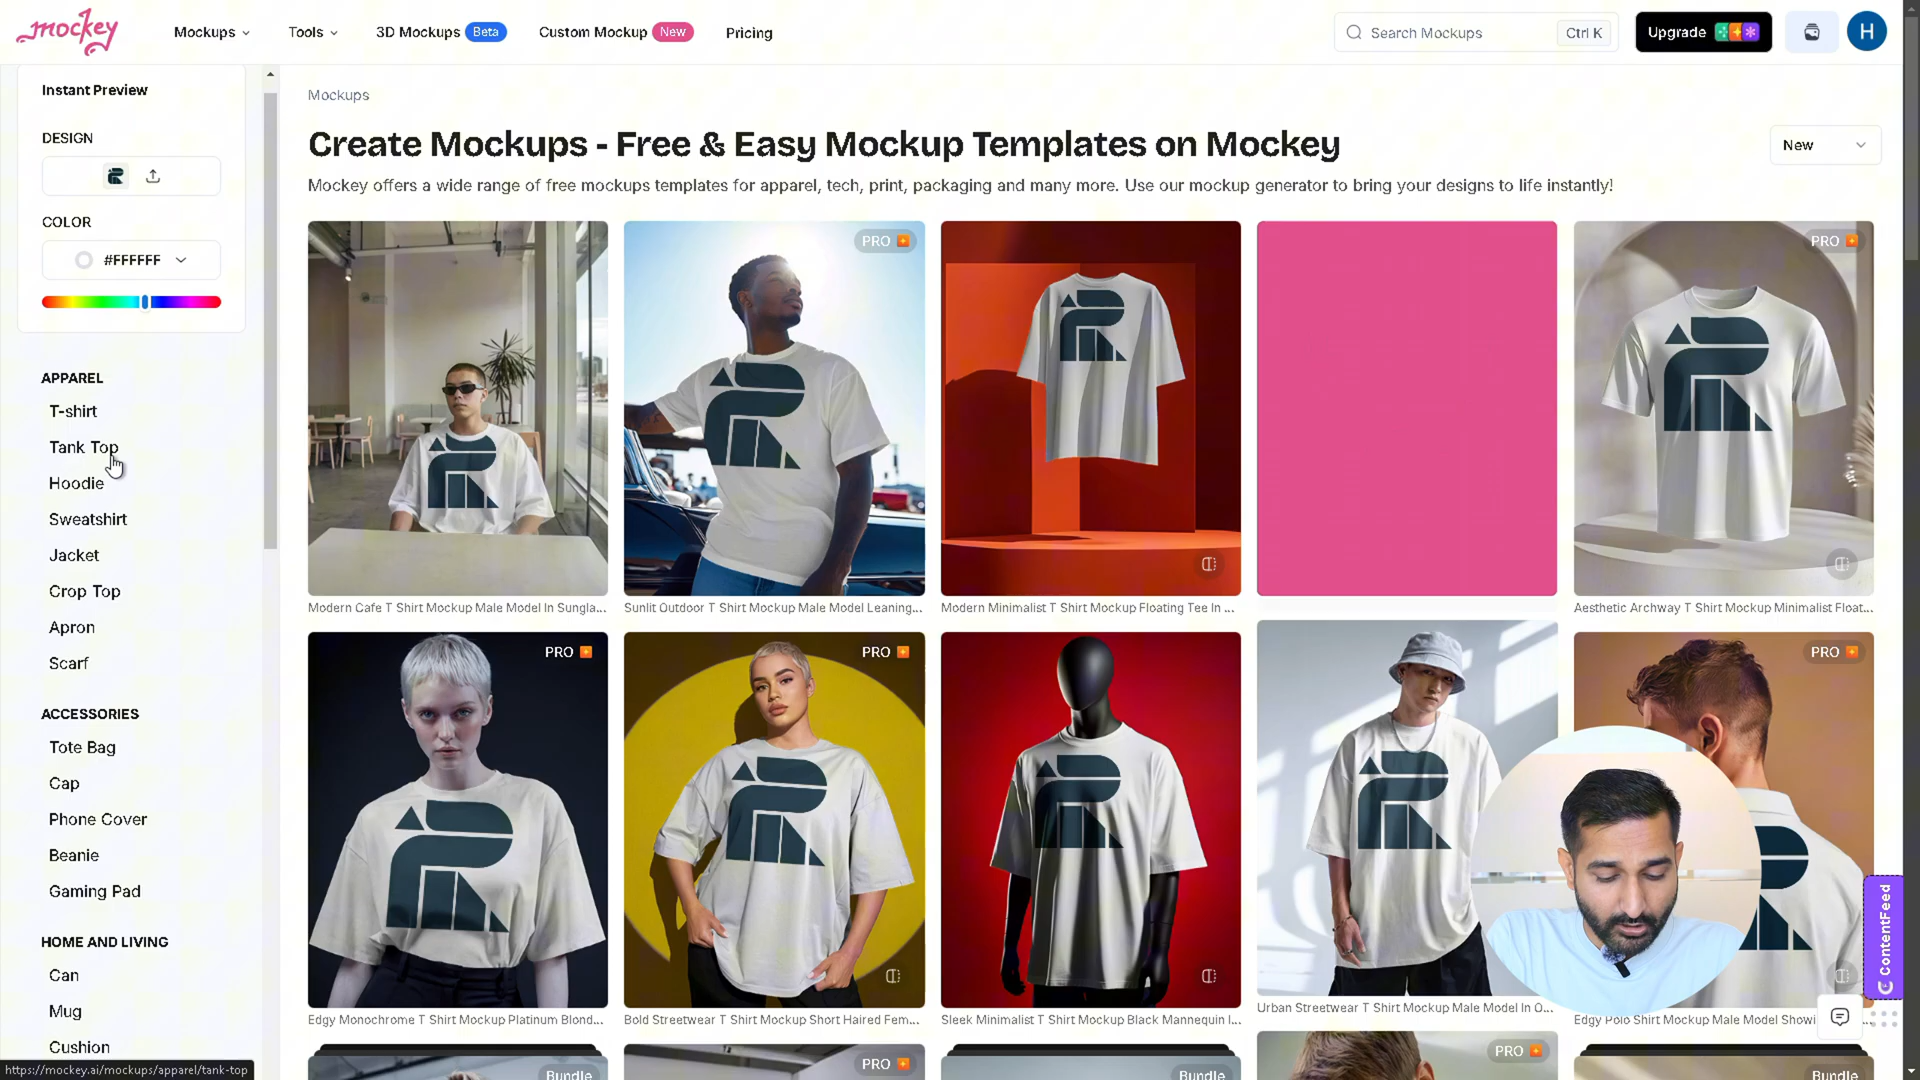 mockey
Mockups
Tools
3D Mockups Beta
Custom Mockup New
Pricing
Search Mockups Ctrl K
Upgrade
H
Instant Preview
DESIGN
COLOR
#FFFFFF
APPAREL
T-shirt
Tank Top
Hoodie
Sweatshirt
Jacket
Crop Top
Apron
Scarf
ACCESSORIES
Tote Bag
Cap
Phone Cover
Beanie
Gaming Pad
HOME AND LIVING
Can
Mug
Cushion
https://mockey.ai/mockups/apparel/tank-top
Mockups
Create Mockups - Free & Easy Mockup Templates on Mockey
New
Mockey offers a wide range of free mockups templates for apparel, tech, print, packaging and many more. Use our mockup generator to bring your designs to life instantly!
PRO
PRO
Modern Cafe T Shirt Mockup Male Model In Sungla...
Sunlit Outdoor T Shirt Mockup Male Model Leaning...
Modern Minimalist T Shirt Mockup Floating Tee In ...
Aesthetic Archway T Shirt Mockup Minimalist Float...
PRO
PRO
PRO
Edgy Monochrome T Shirt Mockup Platinum Blond...
Bold Streetwear T Shirt Mockup Short Haired Fem...
Sleek Minimalist T Shirt Mockup Black Mannequin I...
Urban Streetwear T Shirt Mockup Male Model In O...
Edgy Polo Shirt Mockup Male Model Showi...
Bundle
PRO
Bundle
PRO
Bundle
ContentFeed